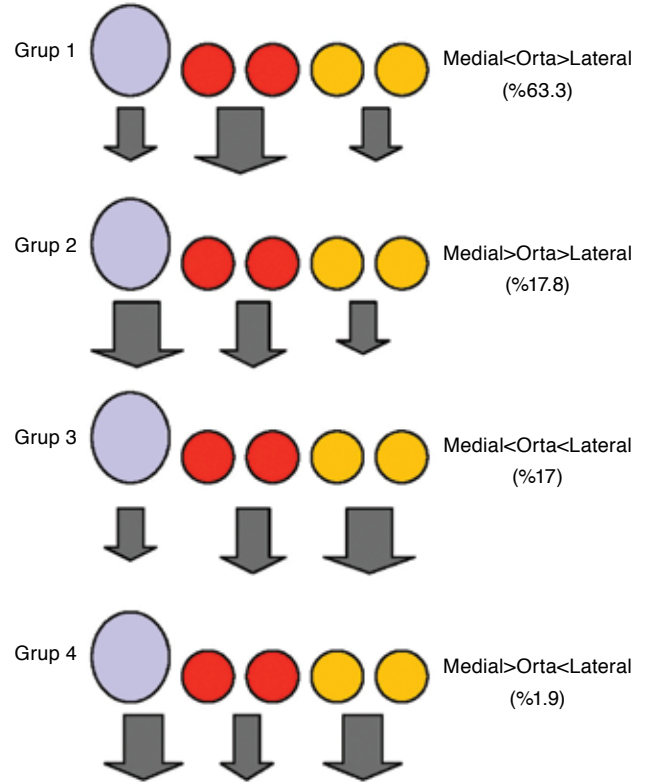 Grup 1
Medial<Orta>Lateral
(%63.3)
Grup 2
Medial>Orta>Lateral
(%17.8)
Grup 3
Medial<Orta<Lateral
(%17)
Grup 4
Medial>Orta<Lateral
(%1.9)